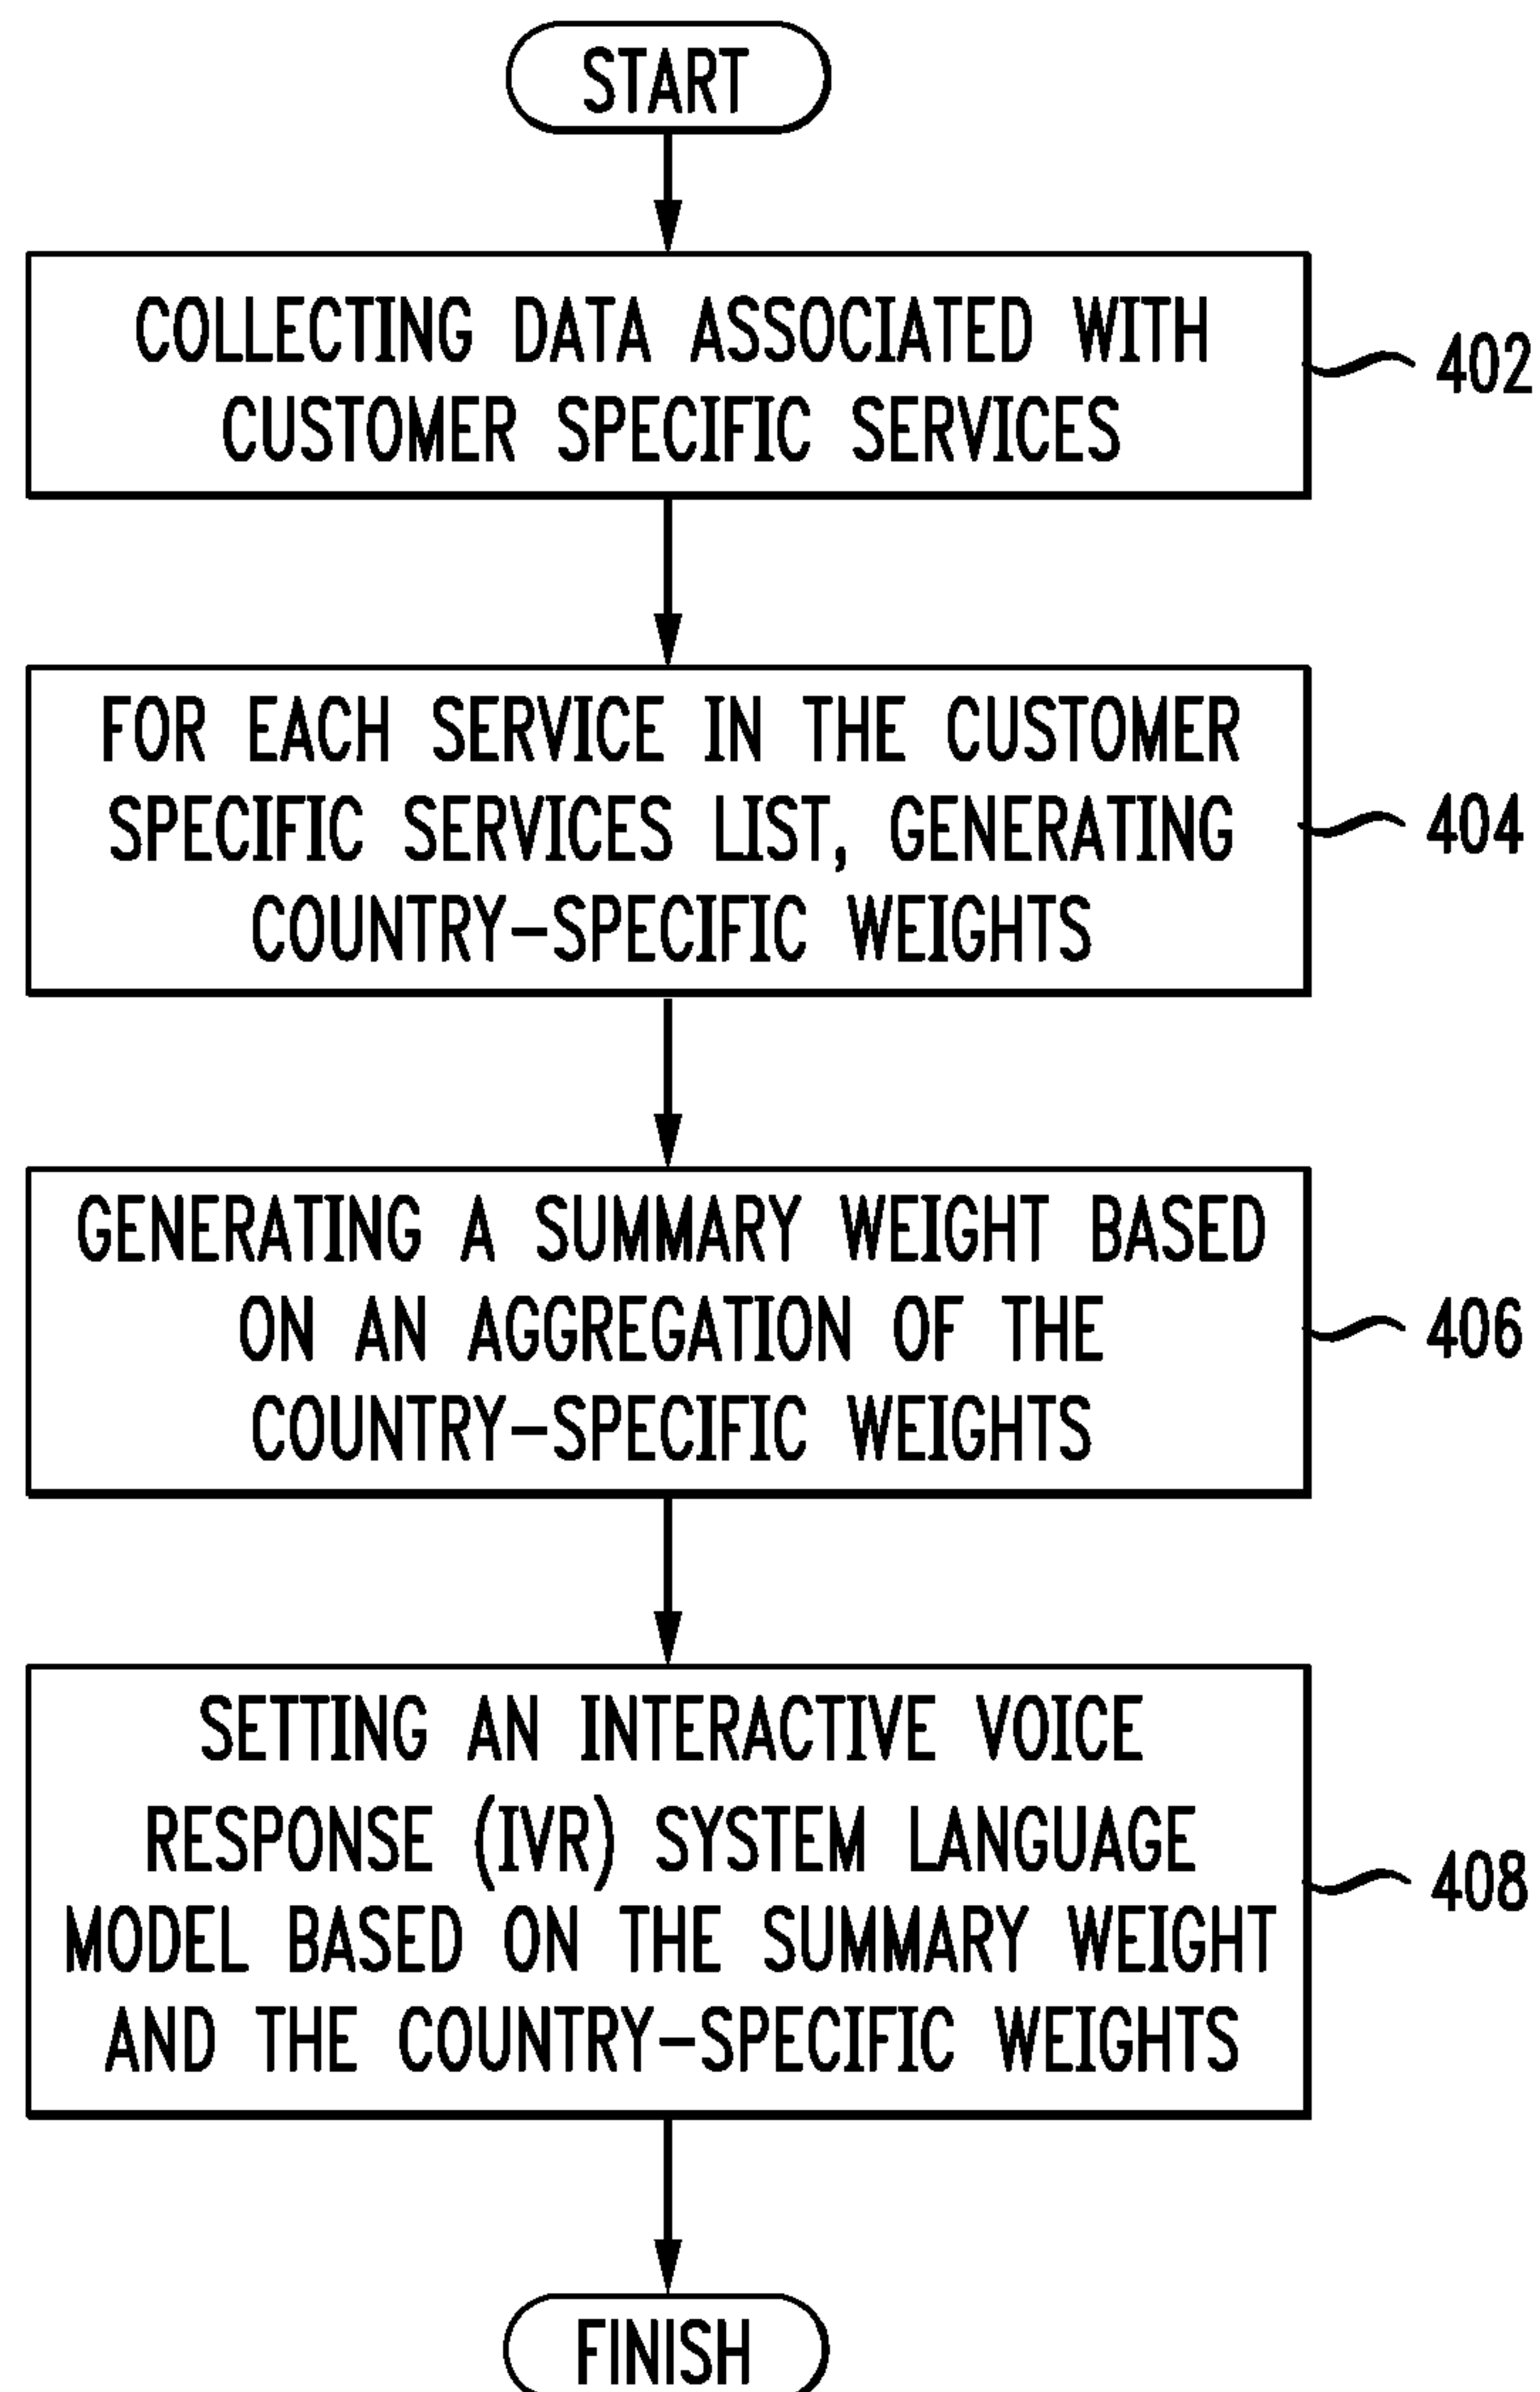 START
COLLECTING DATA ASSOCIATED WITH
CUSTOMER SPECIFIC SERVICES
402
FOR EACH SERVICE IN THE CUSTOMER
SPECIFIC SERVICES LIST, GENERATING
COUNTRY-SPECIFIC WEIGHTS
404
GENERATING A SUMMARY WEIGHT BASED
ON AN AGGREGATION OF THE
COUNTRY-SPECIFIC WEIGHTS
406
SETTING AN INTERACTIVE VOICE
RESPONSE (IVR) SYSTEM LANGUAGE
MODEL BASED ON THE SUMMARY WEIGHT
AND THE COUNTRY-SPECIFIC WEIGHTS
408
FINISH